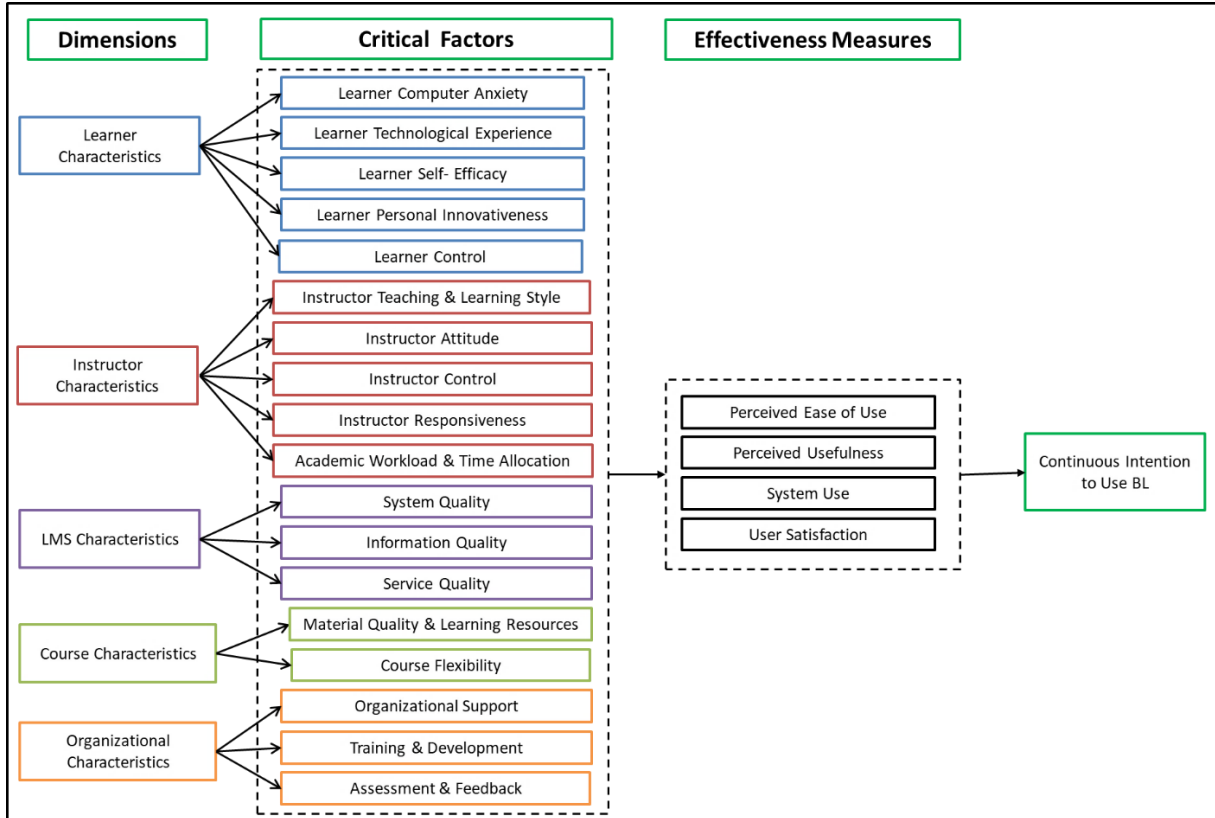 Dimensions
Critical Factors
Effectiveness Measures
Learner
Characteristics
Learner Computer Anxiety
Learner Technological Experience
Learner Self- Efficacy
Learner Personal Innovativeness
Learner Control
Instructor
Characteristics
Instructor Teaching & Learning Style
Instructor Attitude
Instructor Control
Instructor Responsiveness
Academic Workload & Time Allocation
LMS Characteristics
System Quality
Information Quality
Service Quality
Course Characteristics
Material Quality & Learning Resources
Course Flexibility
Organizational
Characteristics
Organizational Support
Training & Development
Assessment & Feedback
Perceived Ease of Use
Perceived Usefulness
System Use
User Satisfaction
Continuous Intention
to Use BL